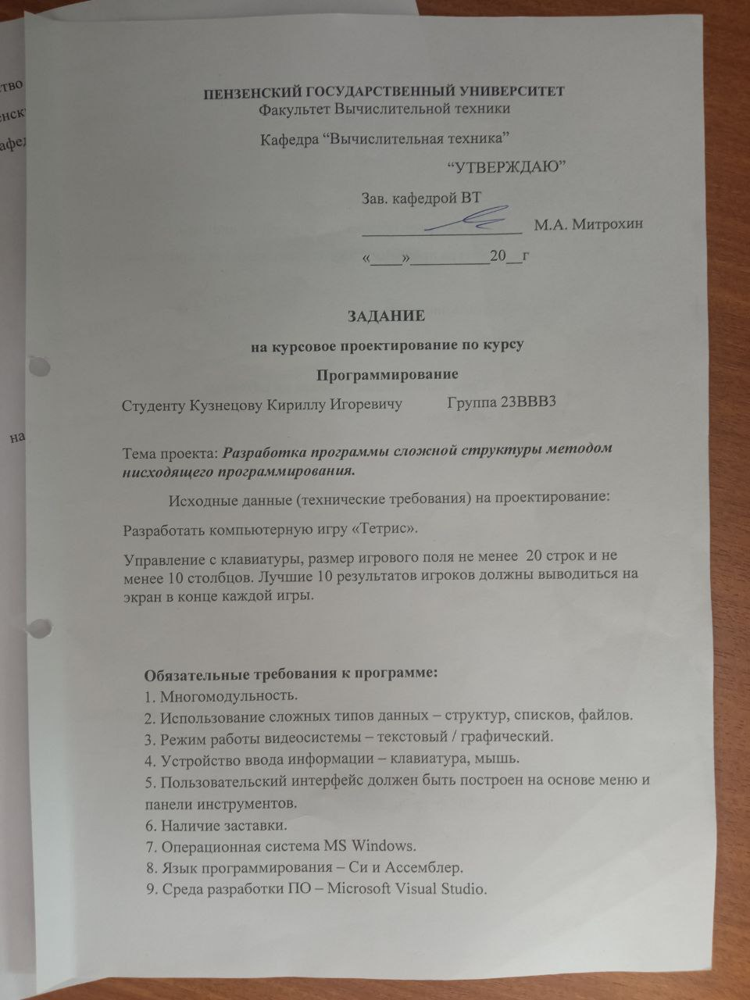 ПЕНЗЕНСКИЙ ГОСУДАРСТВЕННЫЙ УНИВЕРСИТЕТ
Факультет Вычислительной техники
Кафедра “Вычислительная техника”
“УТВЕРЖДАЮ”
Зав. кафедрой ВТ
____________________ М.А. Митрохин
«____»__________20__г
ЗАДАНИЕ
на курсовое проектирование по курсу
Программирование
Студенту Кузнецову Кириллу Игоревичу Группа 23ВВВ3
Тема проекта: Разработка программы сложной структуры методом
нисходящего программирования.
Исходные данные (технические требования) на проектирование:
Разработать компьютерную игру «Тетрис».
Управление с клавиатуры, размер игрового поля не менее 20 строк и не
менее 10 столбцов. Лучшие 10 результатов игроков должны выводиться на
экран в конце каждой игры.
Обязательные требования к программе:
1. Многомодульность.
2. Использование сложных типов данных – структур, списков, файлов.
3. Режим работы видеосистемы – текстовый / графический.
4. Устройство ввода информации – клавиатура, мышь.
5. Пользовательский интерфейс должен быть построен на основе меню и
панели инструментов.
6. Наличие заставки.
7. Операционная система MS Windows.
8. Язык программирования – Си и Ассемблер.
9. Среда разработки ПО – Microsoft Visual Studio.